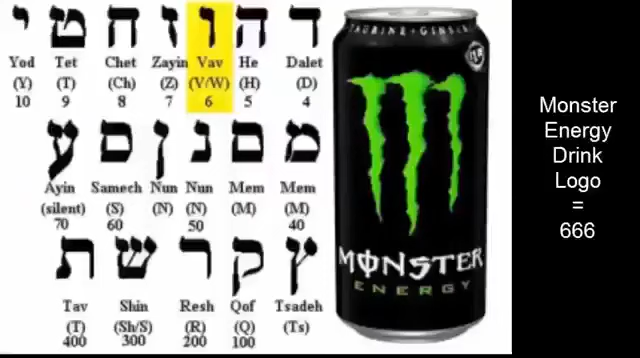 ד ה ו ז ח ט י
Yod Tet Chet Zayin Vav He Dalet
(Y) (T) (Ch) (Z) (V/W) (H) (D)
10 9 8 7 6 5 4
מ ם נ ן ס ע
Ayin Samech Nun Nun Mem Mem
(silent) (S) (N) (N) (M) (M)
70 60 50 40
ץ ק ר ש ת
Tav Shin Resh Qof Tsadeh
(T) (Sh/S) (R) (Q) (Ts)
400 300 200 100
TAURINE
MONSTER
ENERGY
Monster
Energy
Drink
Logo
=
666